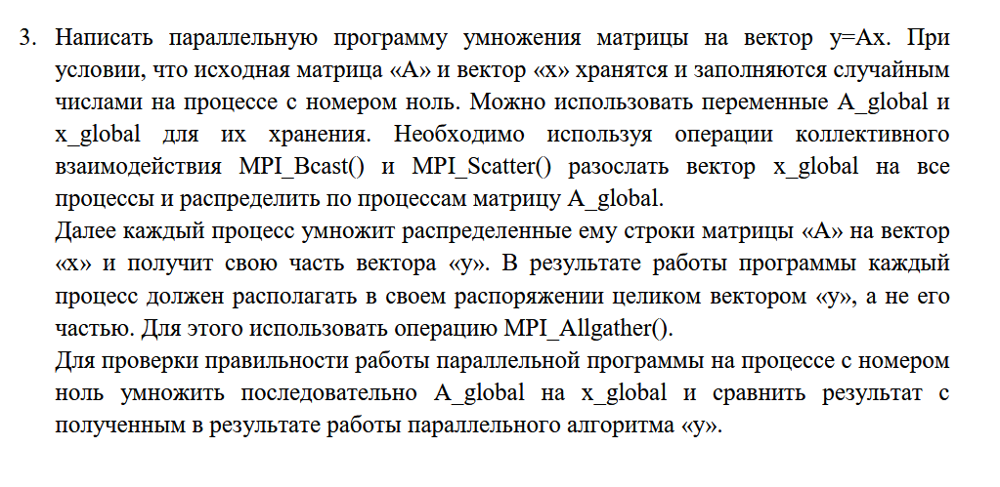 3. Написать параллельную программу умножения матрицы на вектор y=Ax. При
условии, что исходная матрица «A» и вектор «x» хранятся и заполняются случайным
числами на процессе с номером ноль. Можно использовать переменные A_global и
x_global для их хранения. Необходимо используя операции коллективного
взаимодействия MPI_Bcast() и MPI_Scatter() разослать вектор x_global на все
процессы и распределить по процессам матрицу A_global.
Далее каждый процесс умножит распределенные ему строки матрицы «A» на вектор
«x» и получит свою часть вектора «y». В результате работы программы каждый
процесс должен располагать в своем распоряжении целиком вектором «y», а не его
частью. Для этого использовать операцию MPI_Allgather().
Для проверки правильности работы параллельной программы на процессе с номером
ноль умножить последовательно A_global на x_global и сравнить результат с
полученным в результате работы параллельного алгоритма «y».